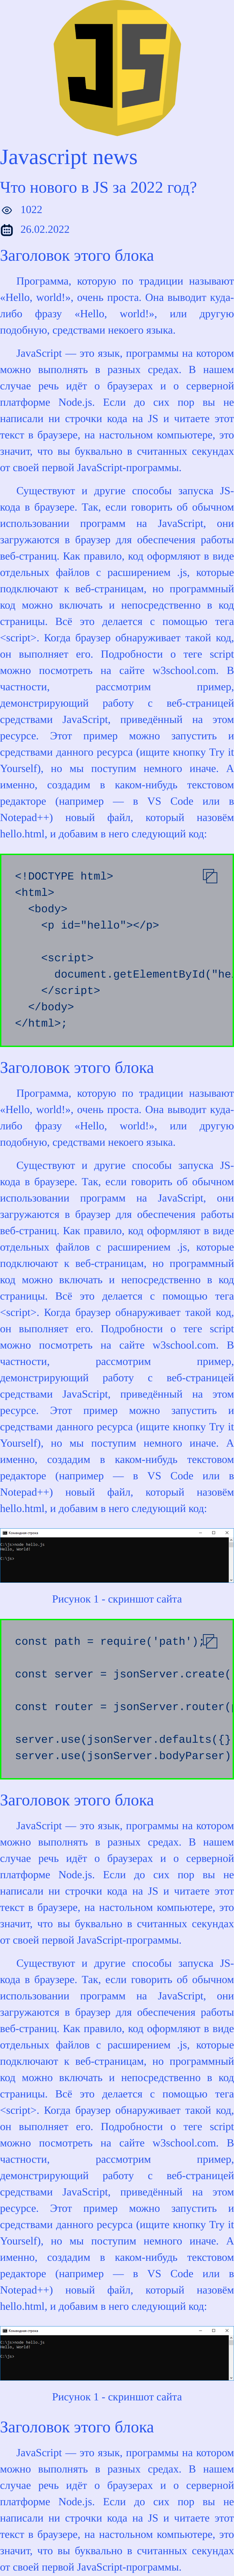 JS
Javascript news
Что нового в JS за 2022 год?
1022
26.02.2022
Заголовок этого блока
Программа, которую по традиции называют
«Hello, world!», очень проста. Она выводит куда-
либо фразу «Hello, world!», или другую
подобную, средствами некоего языка.
JavaScript — это язык, программы на котором
можно выполнять в разных средах. В нашем
случае речь идёт о браузерах и о серверной
платформе Node.js. Если до сих пор вы не
написали ни строчки кода на JS и читаете этот
текст в браузере, на настольном компьютере, это
значит, что вы буквально в считанных секундах
от своей первой JavaScript-программы.
Существуют и другие способы запуска JS-
кода в браузере. Так, если говорить об обычном
использовании программ на JavaScript, они
загружаются в браузер для обеспечения работы
веб-страниц. Как правило, код оформляют в виде
отдельных файлов с расширением .js, которые
подключают к веб-страницам, но программный
код можно включать и непосредственно в код
страницы. Всё это делается с помощью тега
<script>. Когда браузер обнаруживает такой код,
он выполняет его. Подробности о теге script
можно посмотреть на сайте w3school.com. В
частности, рассмотрим пример,
демонстрирующий работу с веб-страницей
средствами JavaScript, приведённый на этом
ресурсе. Этот пример можно запустить и
средствами данного ресурса (ищите кнопку Try it
Yourself), но мы поступим немного иначе. А
именно, создадим в каком-нибудь текстовом
редакторе (например — в VS Code или в
Notepad++) новый файл, который назовём
hello.html, и добавим в него следующий код:
<!DOCTYPE html>
<html>
<body>
<p id="hello"></p>
<script>
document.getElementById("he
</script>
</body>
</html>;
Заголовок этого блока
Программа, которую по традиции называют
«Hello, world!», очень проста. Она выводит куда-
либо фразу «Hello, world!», или другую
подобную, средствами некоего языка.
Существуют и другие способы запуска JS-
кода в браузере. Так, если говорить об обычном
использовании программ на JavaScript, они
загружаются в браузер для обеспечения работы
веб-страниц. Как правило, код оформляют в виде
отдельных файлов с расширением .js, которые
подключают к веб-страницам, но программный
код можно включать и непосредственно в код
страницы. Всё это делается с помощью тега
<script>. Когда браузер обнаруживает такой код,
он выполняет его. Подробности о теге script
можно посмотреть на сайте w3school.com. В
частности, рассмотрим пример,
демонстрирующий работу с веб-страницей
средствами JavaScript, приведённый на этом
ресурсе. Этот пример можно запустить и
средствами данного ресурса (ищите кнопку Try it
Yourself), но мы поступим немного иначе. А
именно, создадим в каком-нибудь текстовом
редакторе (например — в VS Code или в
Notepad++) новый файл, который назовём
hello.html, и добавим в него следующий код:
Командная строка
C:\js>node hello.js
Hello, World!
C:\js>
Рисунок 1 - скриншот сайта
const path = require('path');
const server = jsonServer.create(
const router = jsonServer.router(
server.use(jsonServer.defaults({}
server.use(jsonServer.bodyParser)
Заголовок этого блока
JavaScript — это язык, программы на котором
можно выполнять в разных средах. В нашем
случае речь идёт о браузерах и о серверной
платформе Node.js. Если до сих пор вы не
написали ни строчки кода на JS и читаете этот
текст в браузере, на настольном компьютере, это
значит, что вы буквально в считанных секундах
от своей первой JavaScript-программы.
Существуют и другие способы запуска JS-
кода в браузере. Так, если говорить об обычном
использовании программ на JavaScript, они
загружаются в браузер для обеспечения работы
веб-страниц. Как правило, код оформляют в виде
отдельных файлов с расширением .js, которые
подключают к веб-страницам, но программный
код можно включать и непосредственно в код
страницы. Всё это делается с помощью тега
<script>. Когда браузер обнаруживает такой код,
он выполняет его. Подробности о теге script
можно посмотреть на сайте w3school.com. В
частности, рассмотрим пример,
демонстрирующий работу с веб-страницей
средствами JavaScript, приведённый на этом
ресурсе. Этот пример можно запустить и
средствами данного ресурса (ищите кнопку Try it
Yourself), но мы поступим немного иначе. А
именно, создадим в каком-нибудь текстовом
редакторе (например — в VS Code или в
Notepad++) новый файл, который назовём
hello.html, и добавим в него следующий код:
Командная строка
C:\js>node hello.js
Hello, World!
C:\js>
Рисунок 1 - скриншот сайта
Заголовок этого блока
JavaScript — это язык, программы на котором
можно выполнять в разных средах. В нашем
случае речь идёт о браузерах и о серверной
платформе Node.js. Если до сих пор вы не
написали ни строчки кода на JS и читаете этот
текст в браузере, на настольном компьютере, это
значит, что вы буквально в считанных секундах
от своей первой JavaScript-программы.